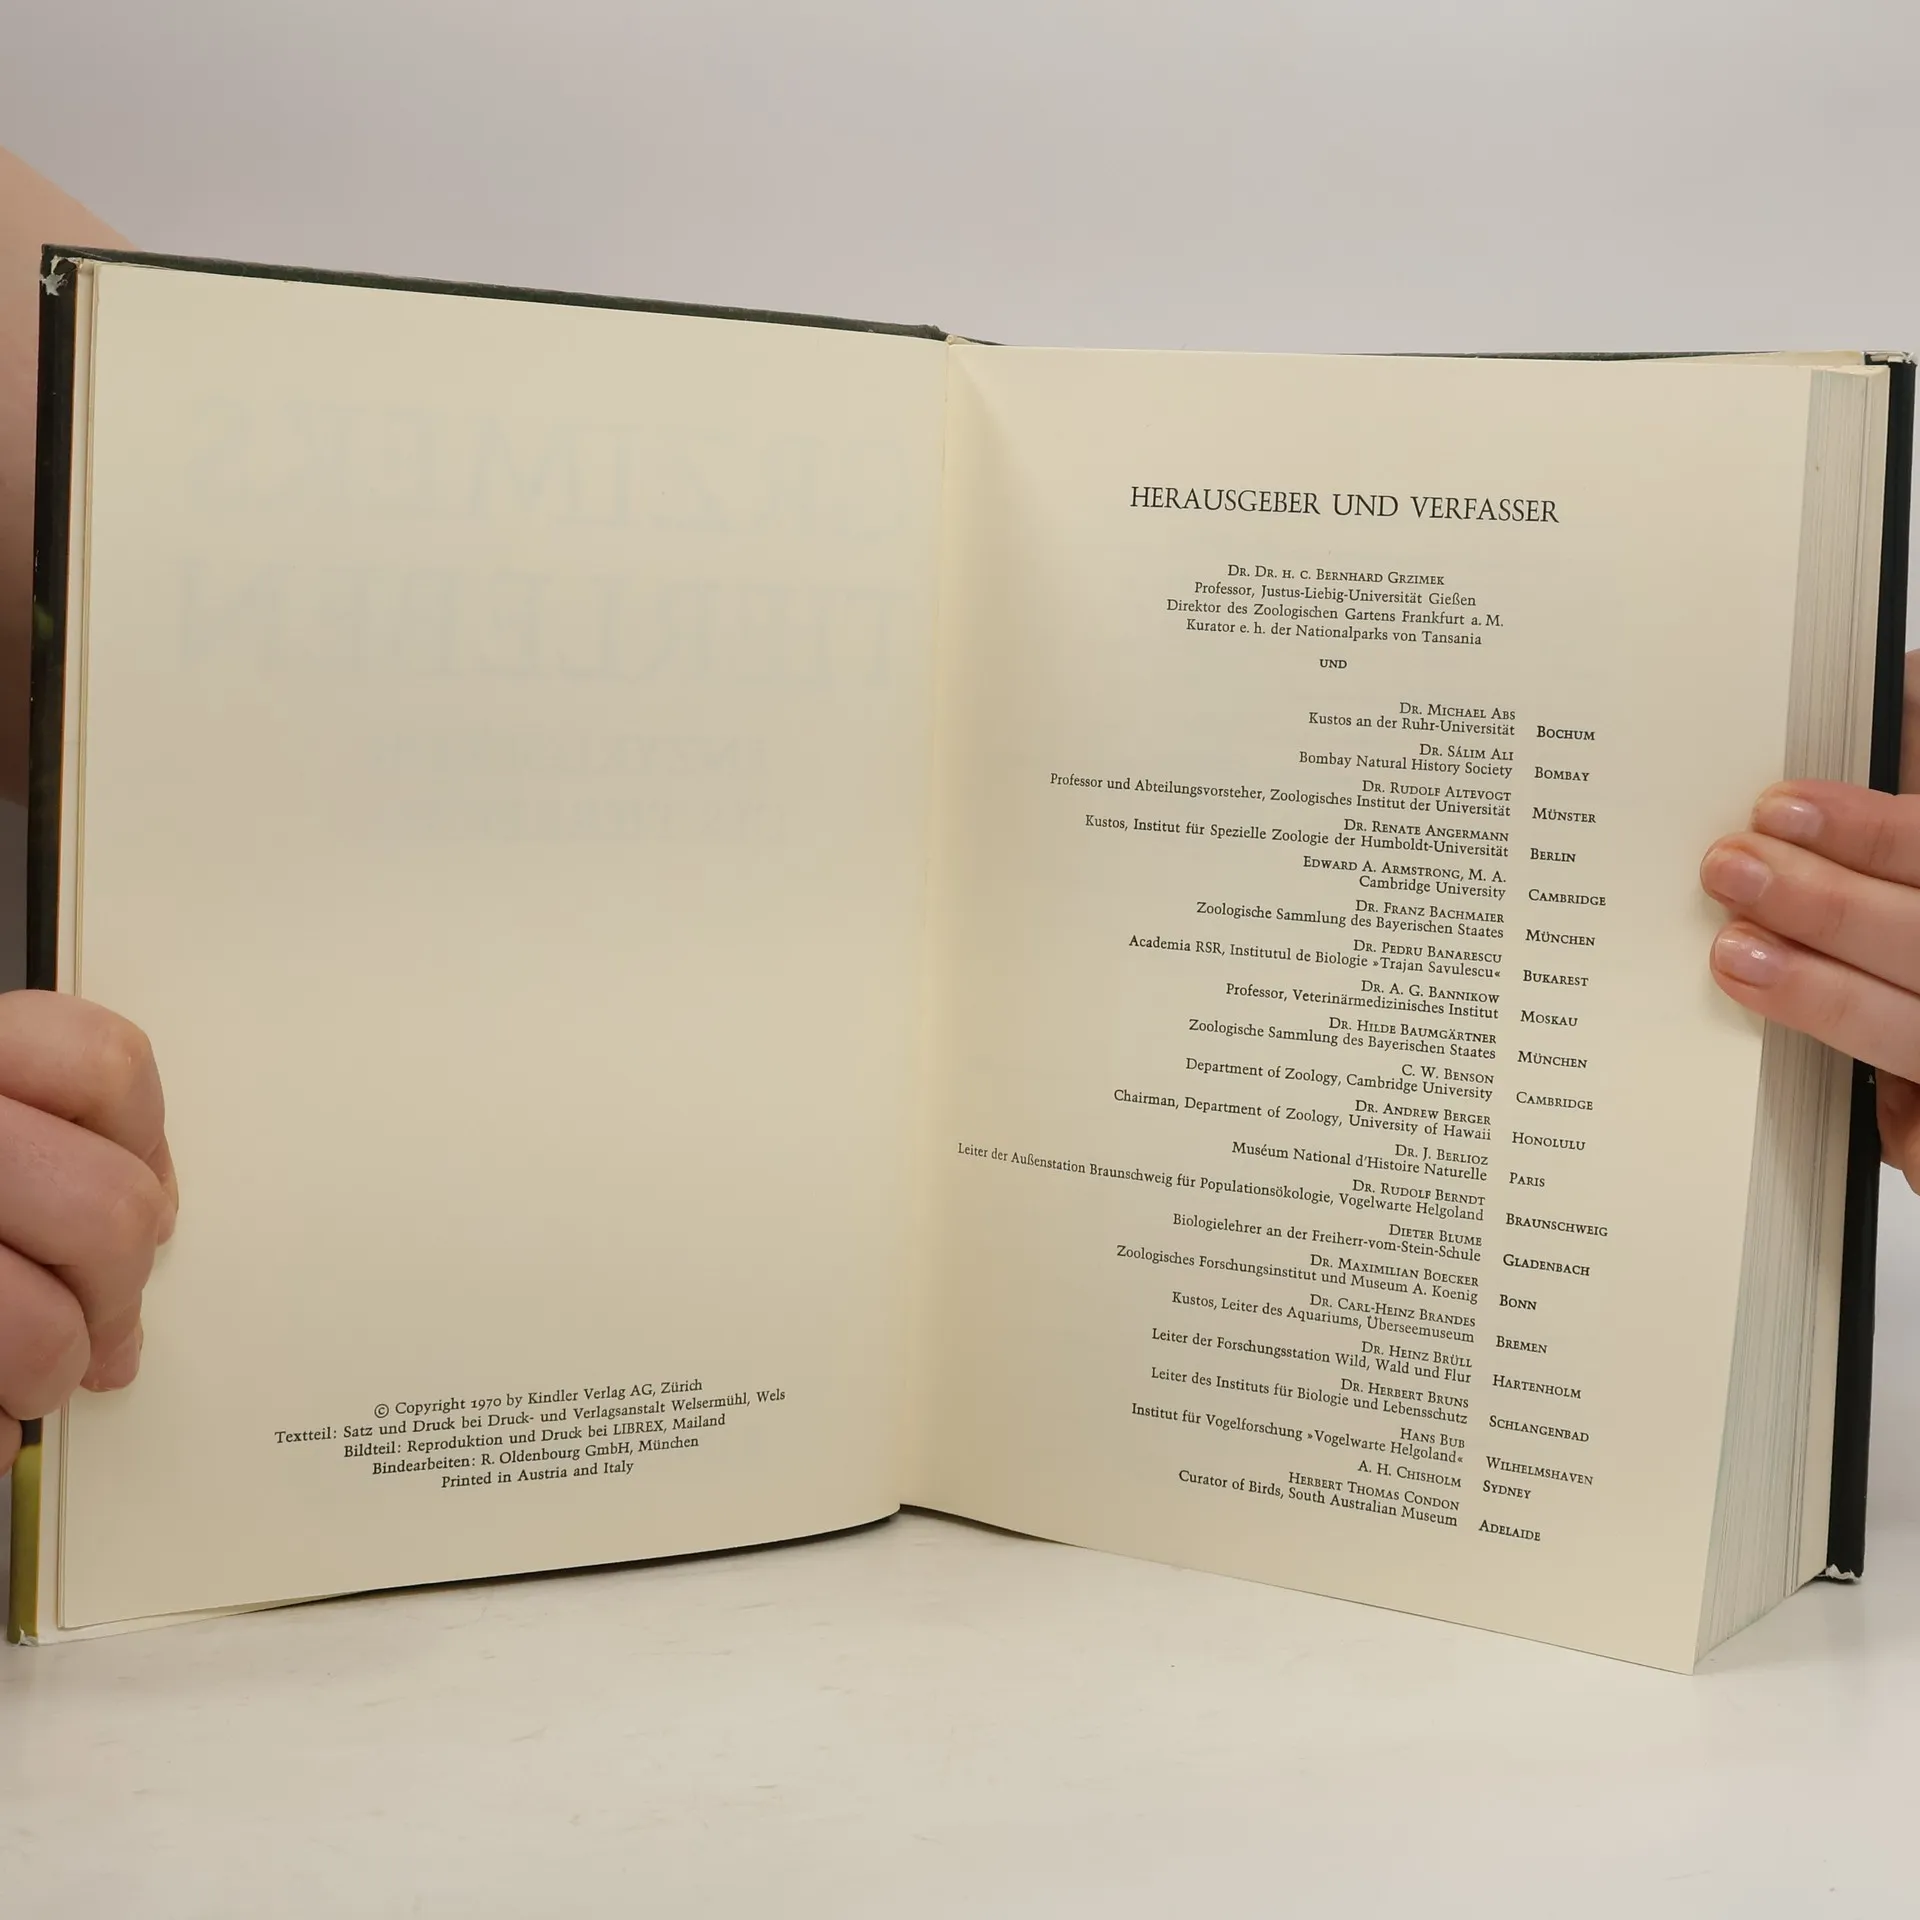 © Copyright 1970 by Kindler Verlag AG, Zürich
Textteil: Satz und Druck bei Druck- und Verlagsanstalt Welsermühl, Wels
Bildteil: Reproduktion und Druck bei LIBREX, Mailand
Bindearbeiten: R. Oldenbourg GmbH, München
Printed in Austria and Italy
HERAUSGEBER UND VERFASSER
DR. DR. H. C. BERNHARD GRZIMEK
Professor, Justus-Liebig-Universität Gießen
Direktor des Zoologischen Gartens Frankfurt a. M.
Kurator e. h. der Nationalparks von Tansania
UND
DR. MICHAEL ABS
Kustos an der Ruhr-Universität BOCHUM
DR. SÁLIM ALI
Bombay Natural History Society BOMBAY
DR. RUDOLF ALTEVOGT
Professor und Abteilungsvorsteher, Zoologisches Institut der Universität MÜNSTER
DR. RENATE ANGERMANN
Kustos, Institut für Spezielle Zoologie der Humboldt-Universität BERLIN
EDWARD A. ARMSTRONG, M. A.
Cambridge University CAMBRIDGE
DR. FRANZ BACHMAIER
Zoologische Sammlung des Bayerischen Staates MÜNCHEN
DR. PEDRU BANARESCU
Academia RSR, Institutul de Biologie »Trajan Savulescu« BUKAREST
DR. A. G. BANNIKOW
Professor, Veterinärmedizinisches Institut MOSKAU
DR. HILDE BAUMGÄRTNER
Zoologische Sammlung des Bayerischen Staates MÜNCHEN
C. W. BENSON
Department of Zoology, Cambridge University CAMBRIDGE
DR. ANDREW BERGER
Chairman, Department of Zoology, University of Hawaii HONOLULU
DR. J. BERLIOZ
Muséum National d'Histoire Naturelle PARIS
DR. RUDOLF BERNDT
Leiter der Außenstation Braunschweig für Populationsökologie, Vogelwarte Helgoland BRAUNSCHWEIG
DIETER BLUME
Biologielehrer an der Freiherr-vom-Stein-Schule GLADENBACH
DR. MAXIMILIAN BOECKER
Zoologisches Forschungsinstitut und Museum A. Koenig BONN
DR. CARL-HEINZ BRANDES
Kustos, Leiter des Aquariums, Überseemuseum BREMEN
DR. HEINZ BRÜLL
Leiter der Forschungsstation Wild, Wald und Flur HARTENHOLM
DR. HERBERT BRUNS
Leiter des Instituts für Biologie und Lebensschutz SCHLANGENBAD
HANS BUB
Institut für Vogelforschung »Vogelwarte Helgoland« WILHELMSHAVEN
A. H. CHISHOLM SYDNEY
HERBERT THOMAS CONDON
Curator of Birds, South Australian Museum ADELAIDE